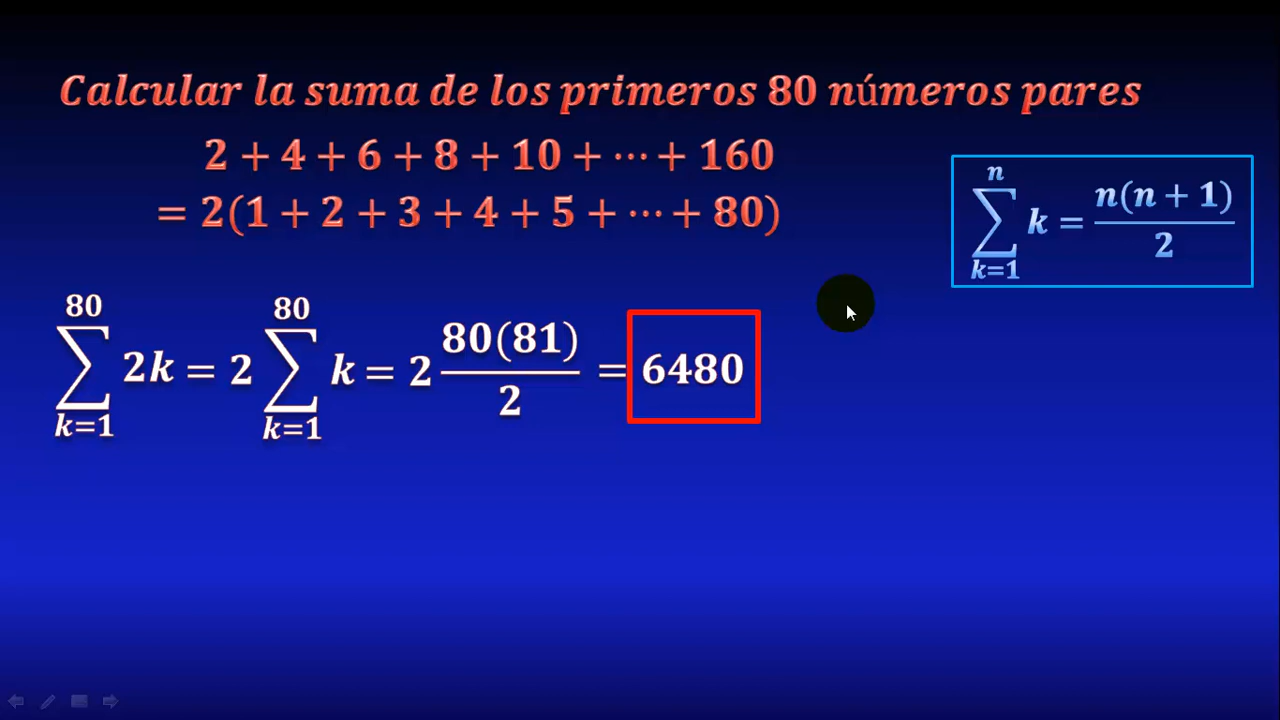 Calcular la suma de los primeros 80 números pares
2 + 4 + 6 + 8 + 10 + ⋯ + 160
= 2(1 + 2 + 3 + 4 + 5 + ⋯ + 80)
∑_{k=1}^{n} k = n(n + 1)/2
∑_{k=1}^{80} 2k = 2 ∑_{k=1}^{80} k = 2 80(81)/2 = 6480